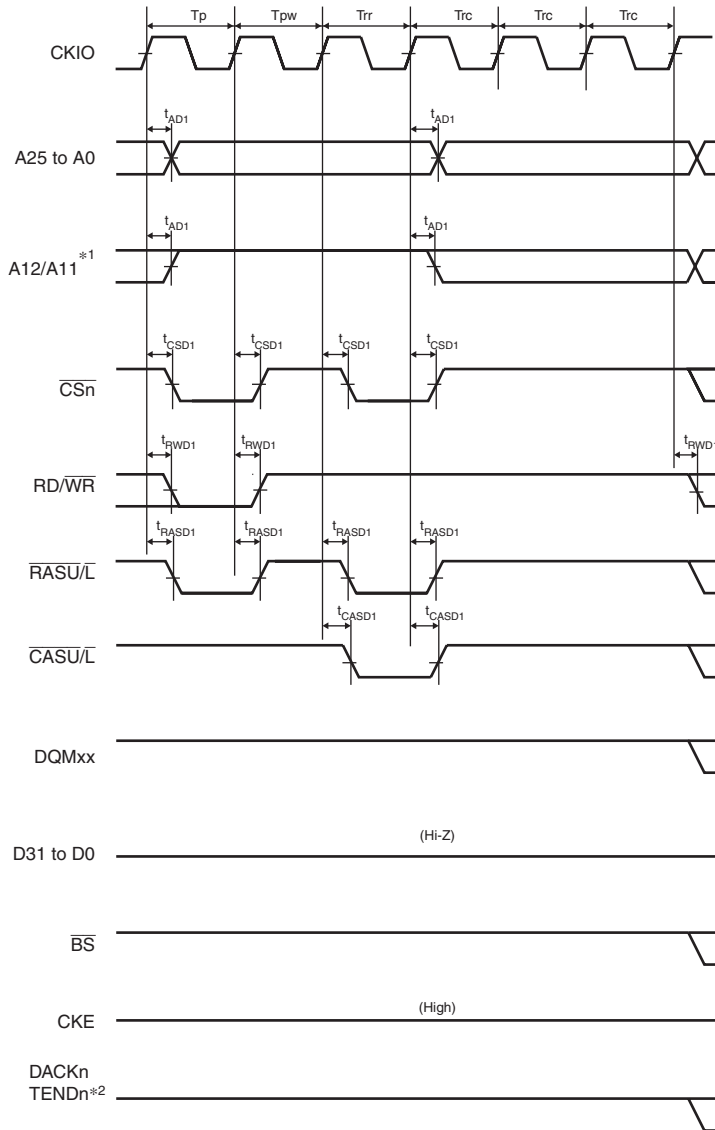 Tp Tpw Trr Trc Trc Trc
CKIO
tAD1 tAD1
A25 to A0
tAD1 tAD1
A12/A11*1
tCSD1 tCSD1 tCSD1 tCSD1
CSn
tRWD1 tRWD1 tRWD1
RD/WR
tRASD1 tRASD1 tRASD1 tRASD1
RASU/L
tCASD1 tCASD1
CASU/L
DQMxx
(Hi-Z)
D31 to D0
BS
(High)
CKE
DACKn
TENDn*2